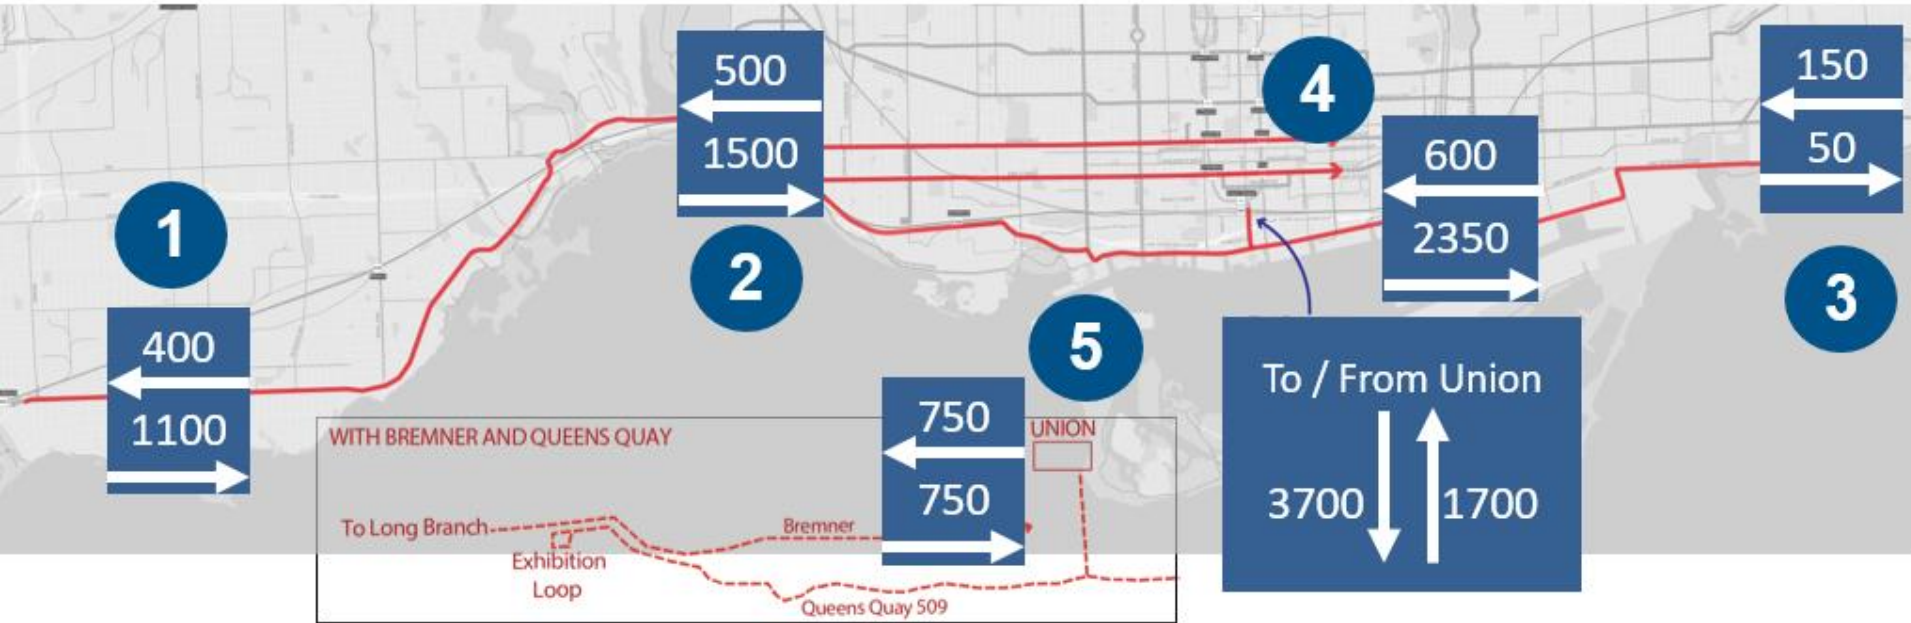 1
400
1100
500
1500
2
4
600
2350
150
50
3
5
To / From Union
3700 1700
WITH BREMNER AND QUEENS QUAY
750
750
UNION
To Long Branch
Bremner
Exhibition
Loop
Queens Quay 509